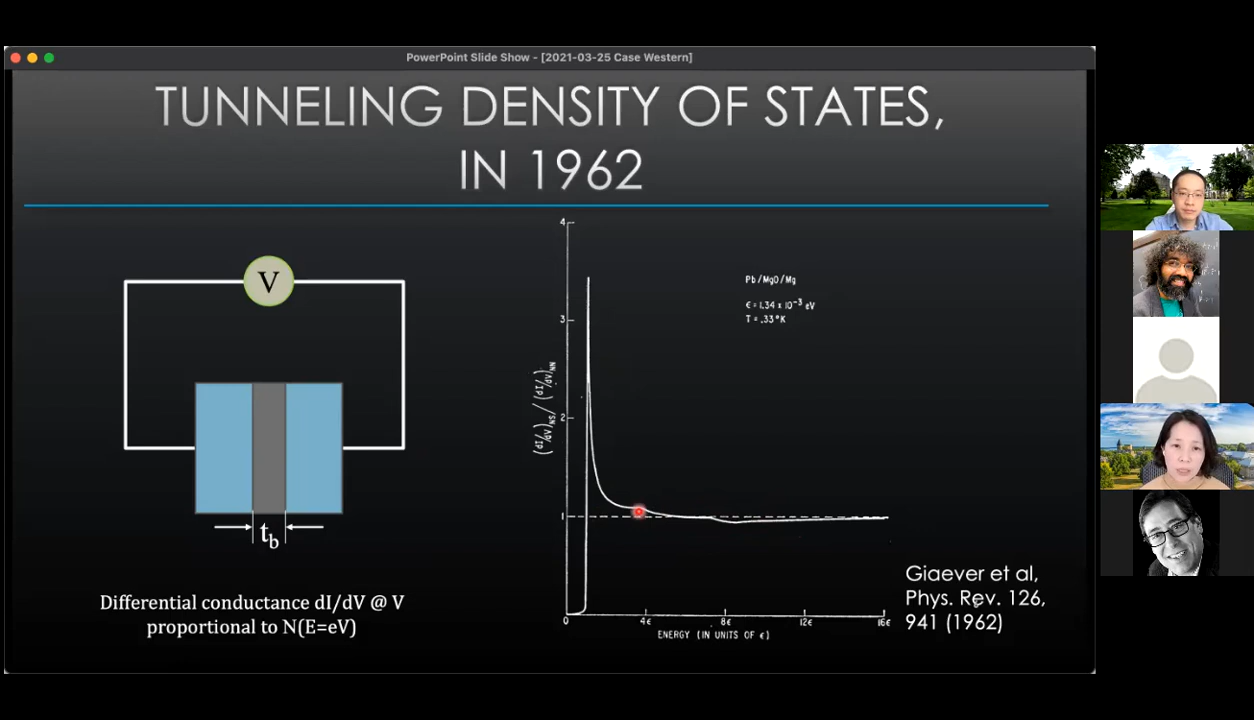 PowerPoint Slide Show - [2021-03-25 Case Western]
TUNNELING DENSITY OF STATES,
IN 1962
V
t_b
Differential conductance dI/dV @ V
proportional to N(E=eV)
4
3
2
1
(dI/dV)NS / (dI/dV)NN
Pb/MgO/Mg
ϵ = 1.34 x 10⁻³ eV
T = .33°K
0
4ϵ
8ϵ
12ϵ
16ϵ
ENERGY (IN UNITS OF ϵ)
Giaever et al,
Phys. Rev. 126,
941 (1962)